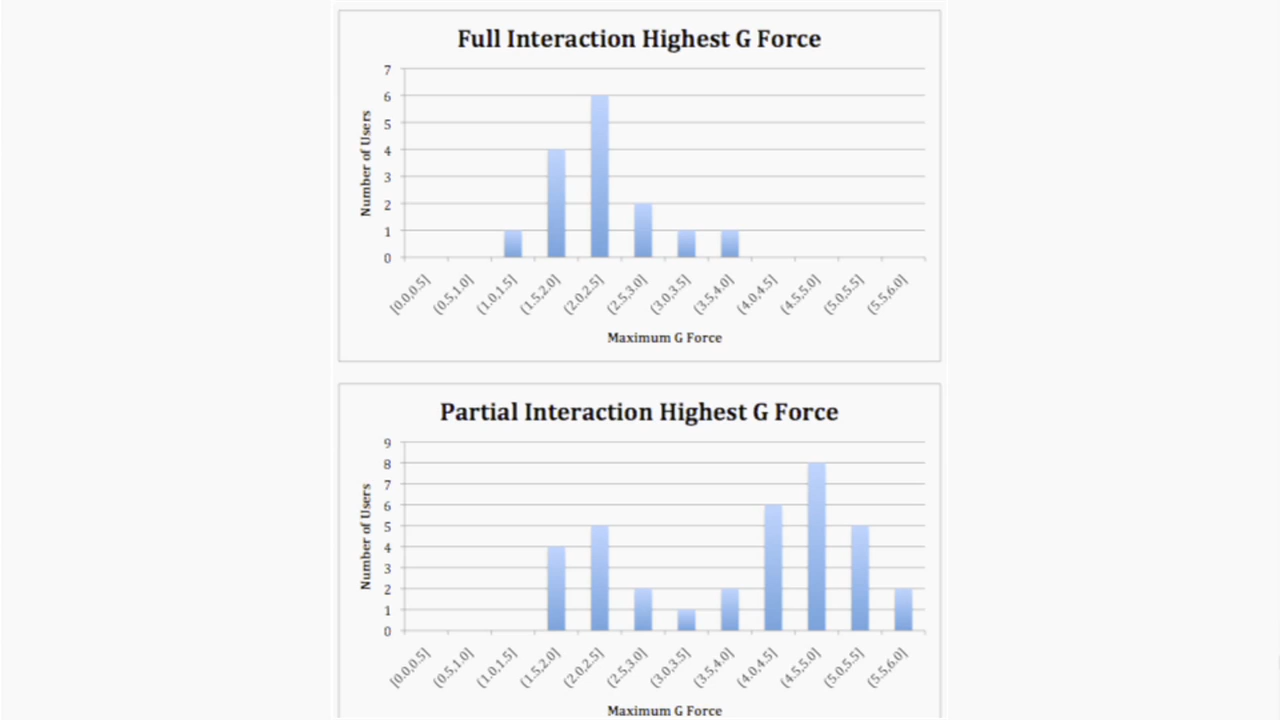 Full Interaction Highest G Force
7
6
5
4
3
2
1
0
Number of Users
[0.0,0.5] (0.5,1.0] (1.0,1.5] (1.5,2.0] (2.0,2.5] (2.5,3.0] (3.0,3.5] (3.5,4.0] (4.0,4.5] (4.5,5.0] (5.0,5.5] (5.5,6.0]
Maximum G Force
Partial Interaction Highest G Force
9
8
7
6
5
4
3
2
1
0
Number of Users
[0.0,0.5] (0.5,1.0] (1.0,1.5] (1.5,2.0] (2.0,2.5] (2.5,3.0] (3.0,3.5] (3.5,4.0] (4.0,4.5] (4.5,5.0] (5.0,5.5] (5.5,6.0]
Maximum G Force